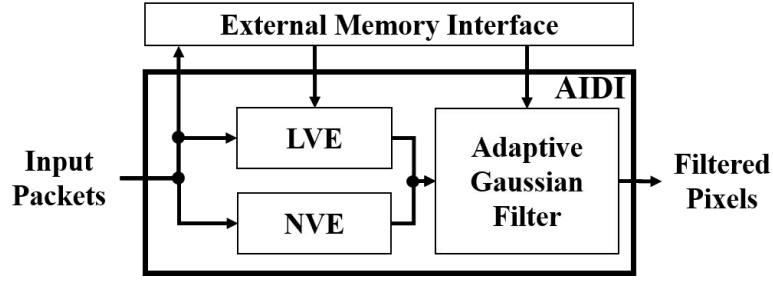 External Memory Interface
AIDI
LVE
Input
Packets
NVE
Adaptive
Gaussian
Filter
Filtered
Pixels